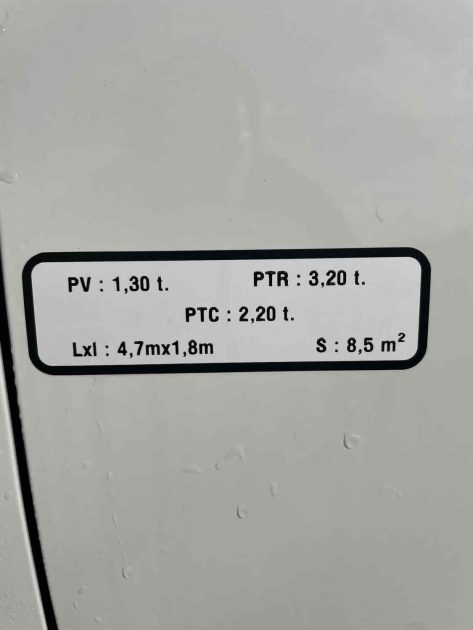 PV : 1,30 t. PTR : 3,20 t.
PTC : 2,20 t.
Lxl : 4,7mx1,8m S : 8,5 m²